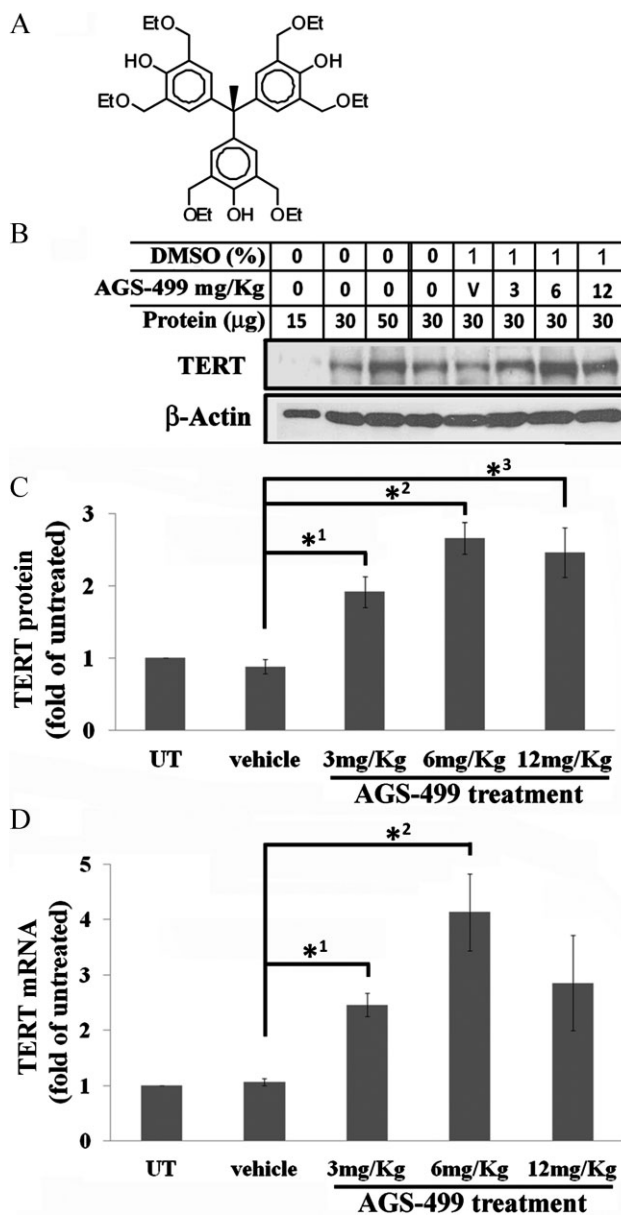 A
EtO OEt
HO OH
EtO OEt
EtO OH OEt
B
DMSO (%) 0 0 0 0 1 1 1 1
AGS-499 mg/Kg 0 0 0 0 V 3 6 12
Protein (μg) 15 30 50 30 30 30 30 30
TERT
β-Actin
C
TERT protein
(fold of untreated)
3
2
1
0
*1
*2
*3
UT vehicle 3mg/Kg 6mg/Kg 12mg/Kg
AGS-499 treatment
D
TERT mRNA
(fold of untreated)
5
4
3
2
1
0
*1
*2
UT vehicle 3mg/Kg 6mg/Kg 12mg/Kg
AGS-499 treatment